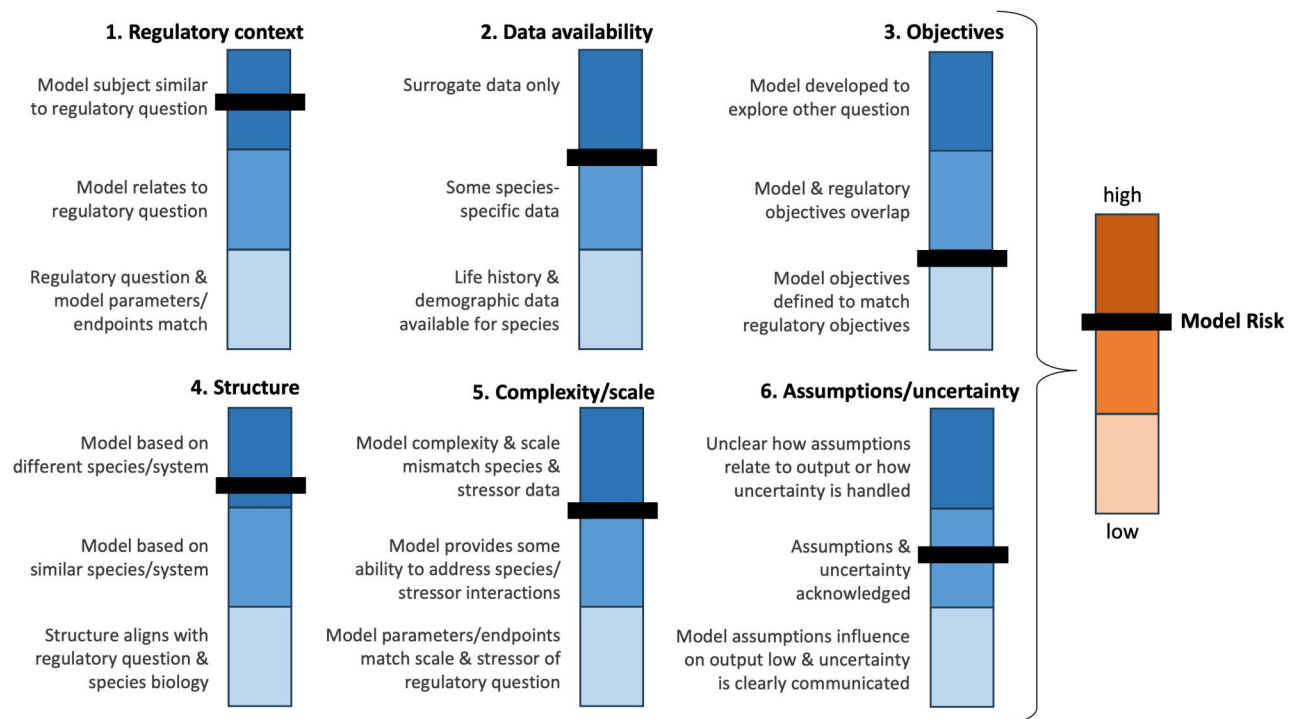 1. Regulatory context
Model subject similar
to regulatory question
Model relates to
regulatory question
Regulatory question &
model parameters/
endpoints match
2. Data availability
Surrogate data only
Some species-
specific data
Life history &
demographic data
available for species
3. Objectives
Model developed to
explore other question
Model & regulatory
objectives overlap
Model objectives
defined to match
regulatory objectives
4. Structure
Model based on
different species/system
Model based on
similar species/system
Structure aligns with
regulatory question &
species biology
5. Complexity/scale
Model complexity & scale
mismatch species &
stressor data
Model provides some
ability to address species/
stressor interactions
Model parameters/endpoints
match scale & stressor of
regulatory question
6. Assumptions/uncertainty
Unclear how assumptions
relate to output or how
uncertainty is handled
Assumptions &
uncertainty
acknowledged
Model assumptions influence
on output low & uncertainty
is clearly communicated
high
Model Risk
low